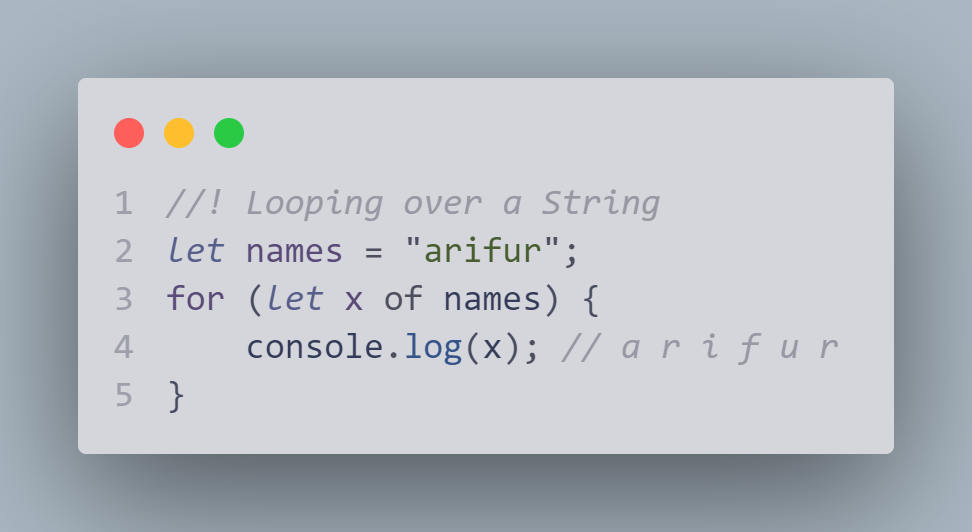 1 //! Looping over a String
2 let names = "arifur";
3 for (let x of names) {
4     console.log(x); // a r i f u r
5 }